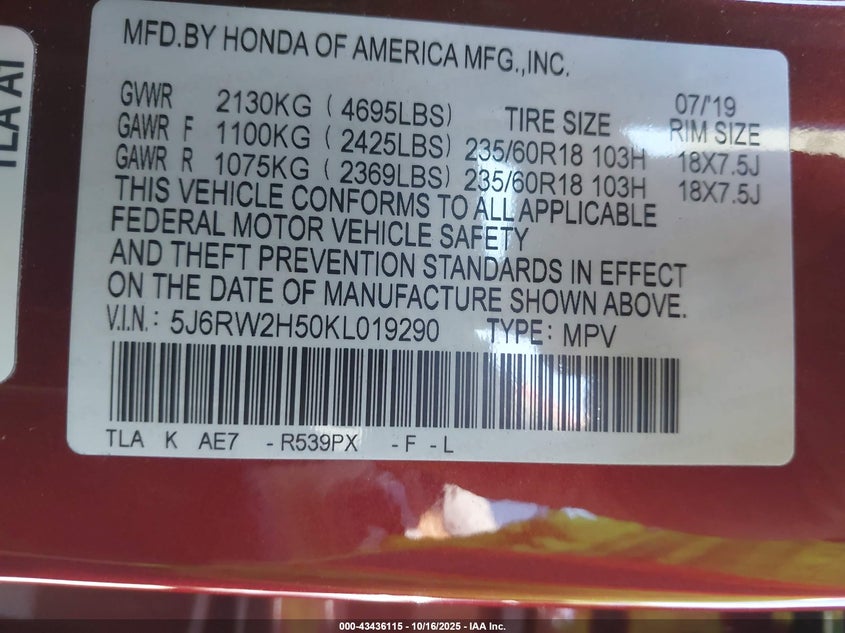 TLA A1
MFD.BY HONDA OF AMERICA MFG.,INC.
07/'19
GVWR 2130KG ( 4695LBS) TIRE SIZE RIM SIZE
GAWR F 1100KG ( 2425LBS) 235/60R18 103H 18X7.5J
GAWR R 1075KG ( 2369LBS) 235/60R18 103H 18X7.5J
THIS VEHICLE CONFORMS TO ALL APPLICABLE
FEDERAL MOTOR VEHICLE SAFETY
AND THEFT PREVENTION STANDARDS IN EFFECT
ON THE DATE OF MANUFACTURE SHOWN ABOVE.
V.I.N.: 5J6RW2H50KL019290 TYPE: MPV
TLA K AE7 -R539PX -F -L
000-43436115 - 10/16/2025 - IAA Inc.